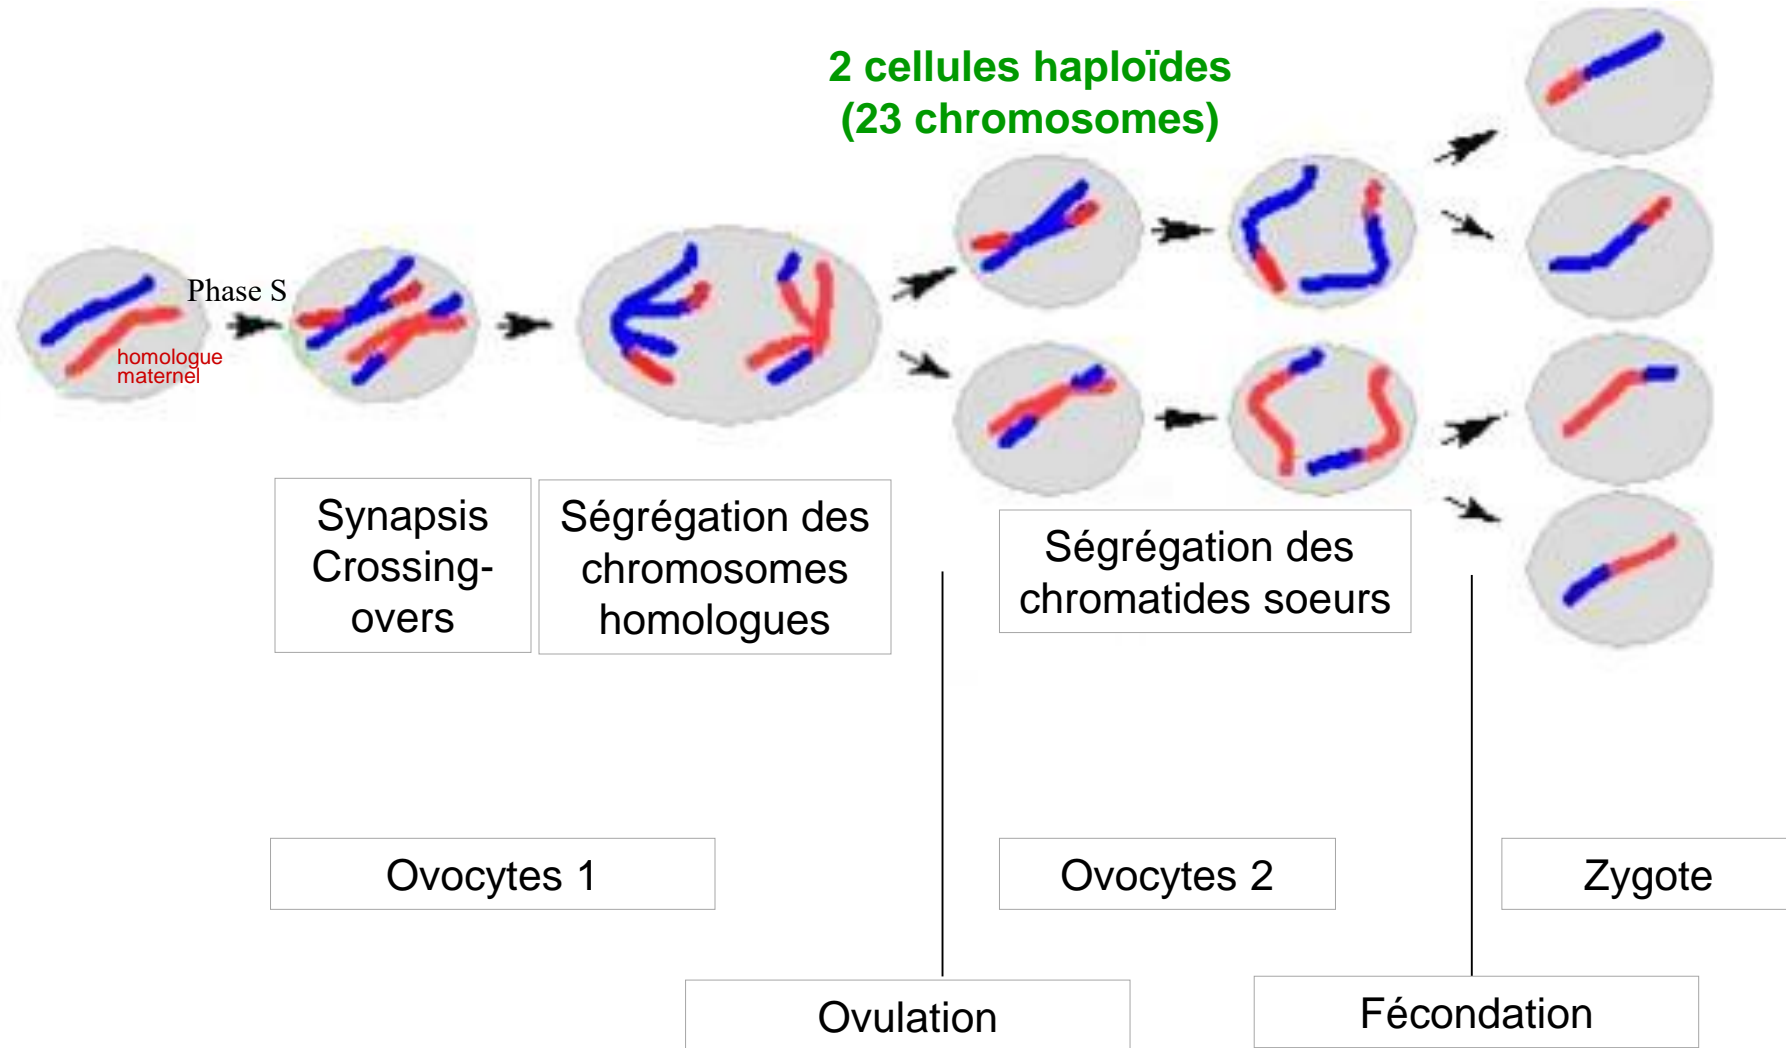 2 cellules haploïdes
(23 chromosomes)
Phase S
homologue
maternel
Synapsis
Crossing-
overs
Ségrégation des
chromosomes
homologues
Ségrégation des
chromatides soeurs
Ovocytes 1
Ovocytes 2
Zygote
Ovulation
Fécondation